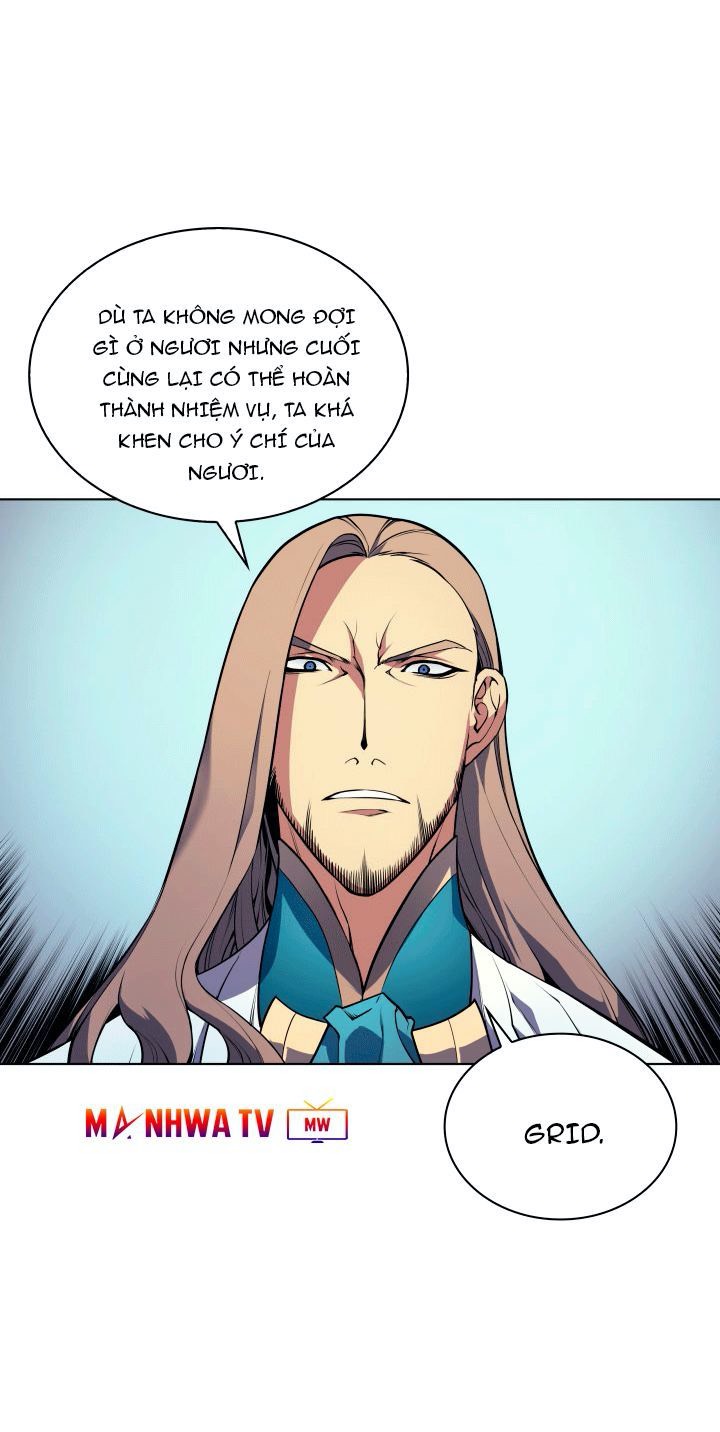 DÙ TA KHÔNG MONG ĐỢI
GÌ Ở NGƯƠI NHƯNG CUỐI
CÙNG LẠI CÓ THỂ HOÀN
THÀNH NHIỆM VỤ, TA KHÁ
KHEN CHO Ý CHÍ CỦA
NGƯƠI.
MANHWA TV MW
GRID.